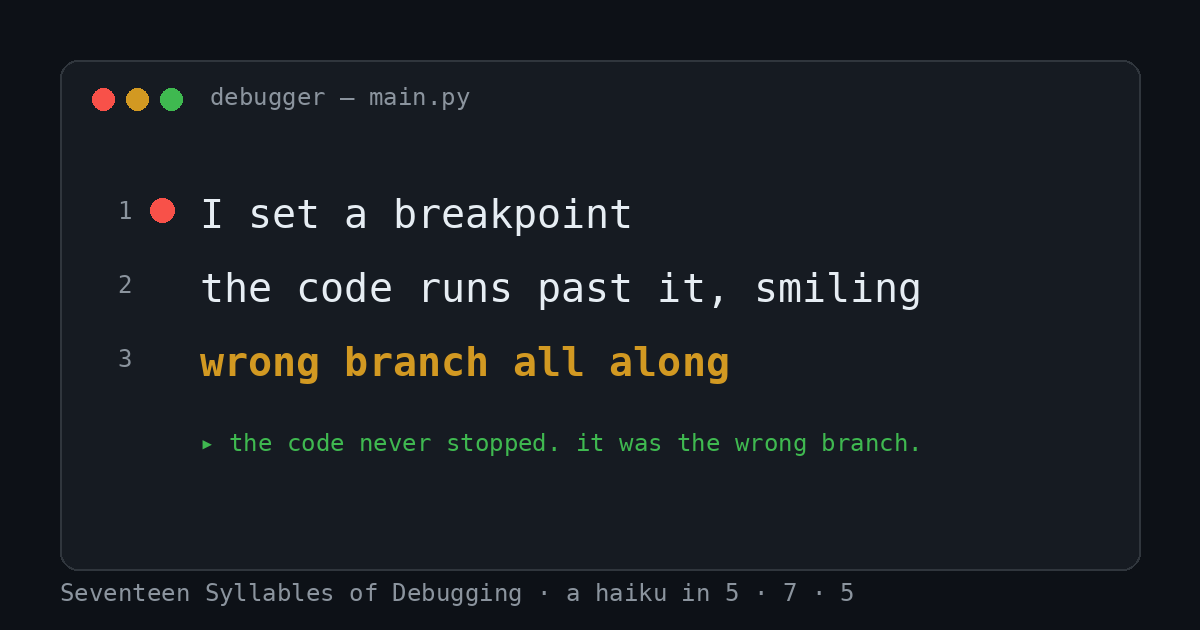 debugger — main.py
1 I set a breakpoint
2 the code runs past it, smiling
3 wrong branch all along
▸ the code never stopped. it was the wrong branch.
Seventeen Syllables of Debugging · a haiku in 5 · 7 · 5